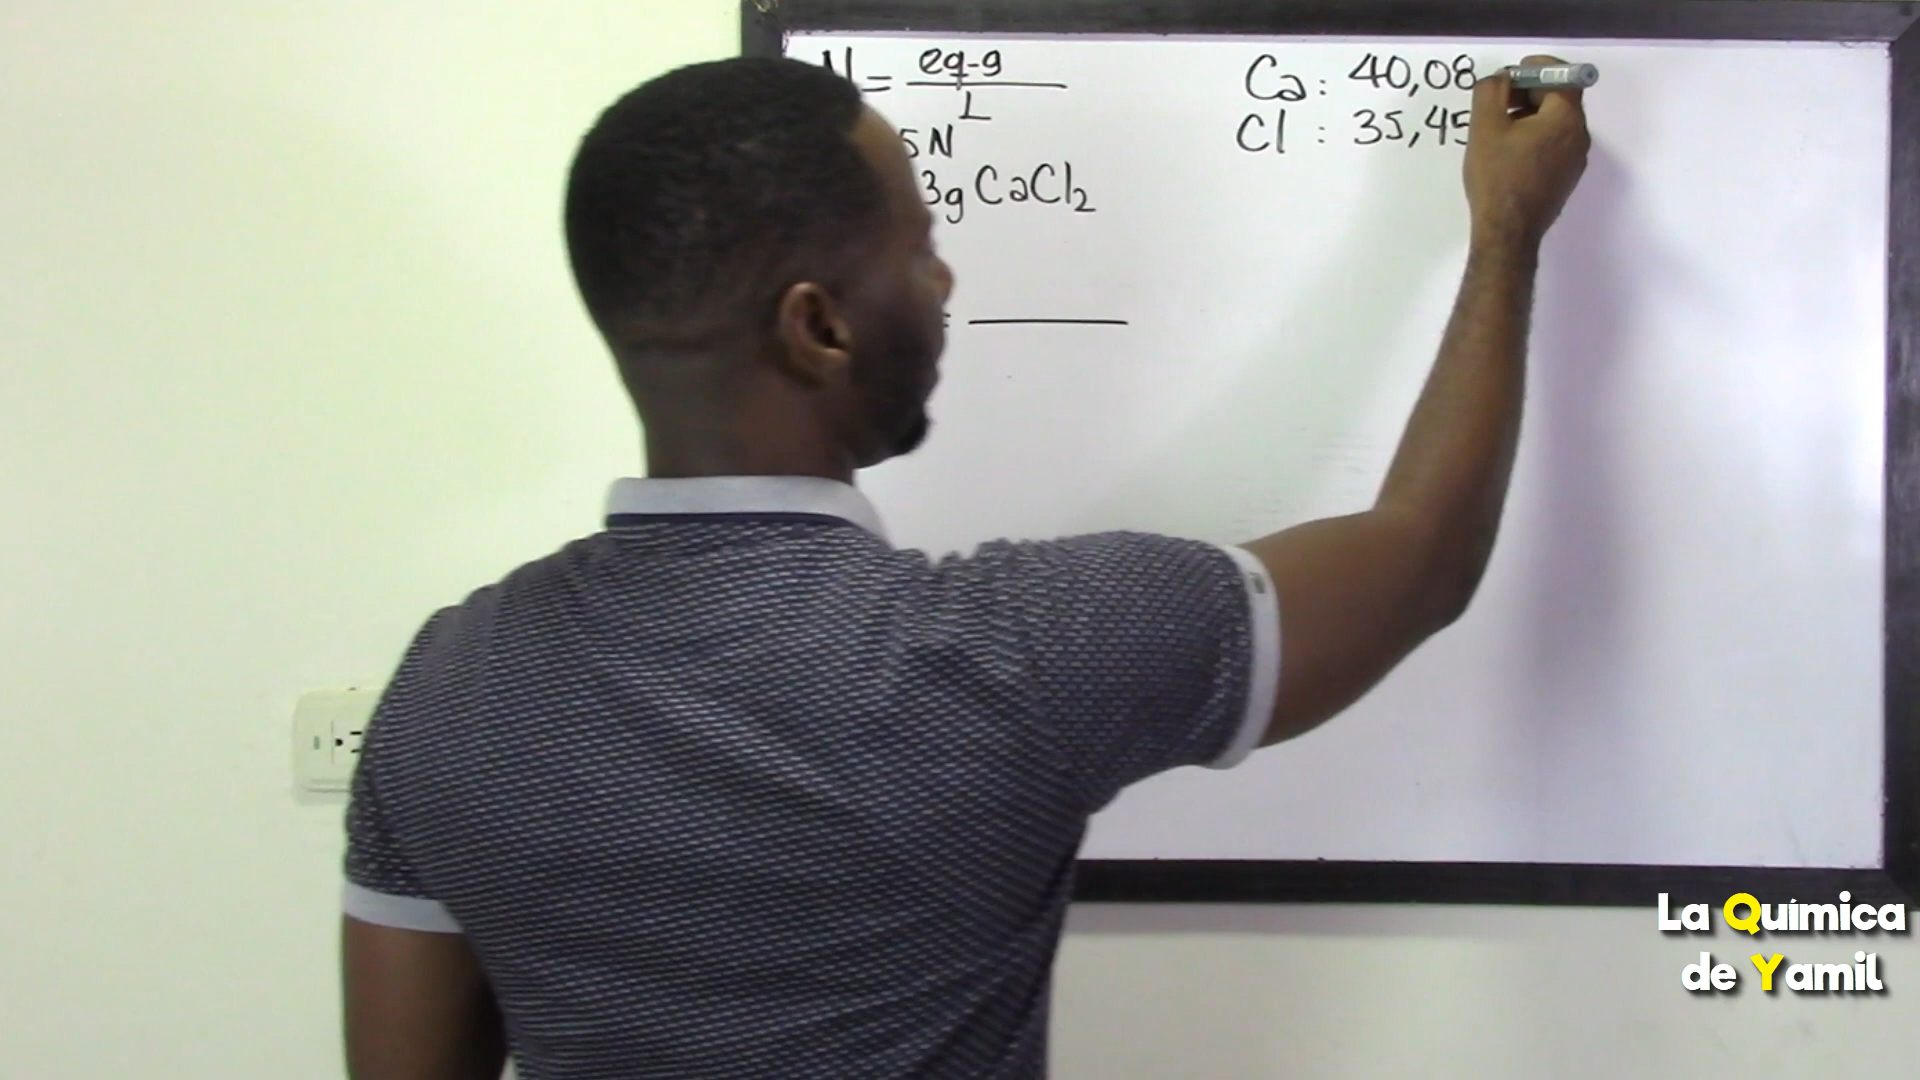 N = eq-g
L
5N
3g CaCl₂
=
Ca: 40,08
Cl : 35,45
La Química
de Yamil